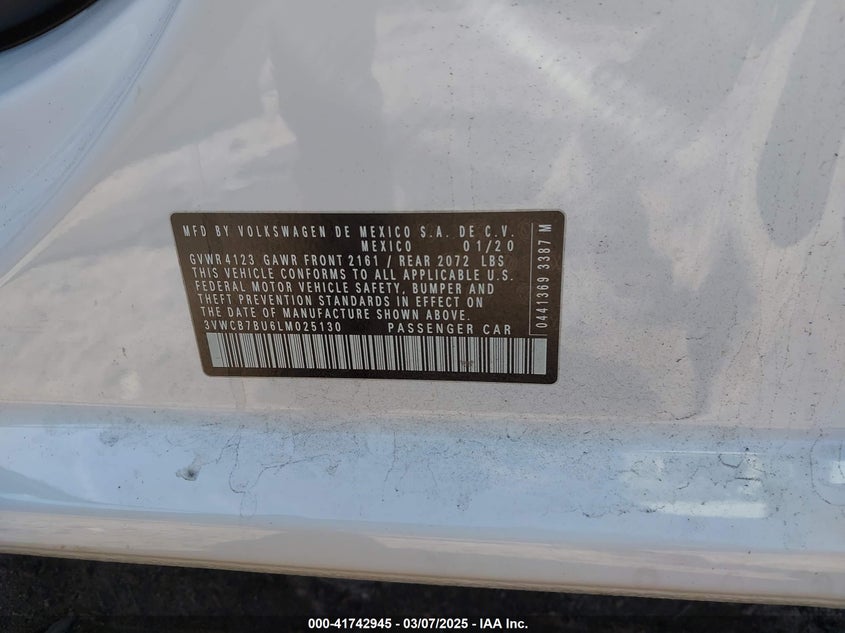 MFD BY VOLKSWAGEN DE MEXICO S.A. DE C.V.
MEXICO 01/20
GVWR 4123 GAWR FRONT 2161 / REAR 2072 LBS
THIS VEHICLE CONFORMS TO ALL APPLICABLE U.S.
FEDERAL MOTOR VEHICLE SAFETY, BUMPER AND
THEFT PREVENTION STANDARDS IN EFFECT ON
THE DATE OF MANUFACTURE SHOWN ABOVE.
3VWCB7BU6LM025130 PASSENGER CAR
0441369 3387 M
000-41742945 - 03/07/2025 - IAA Inc.